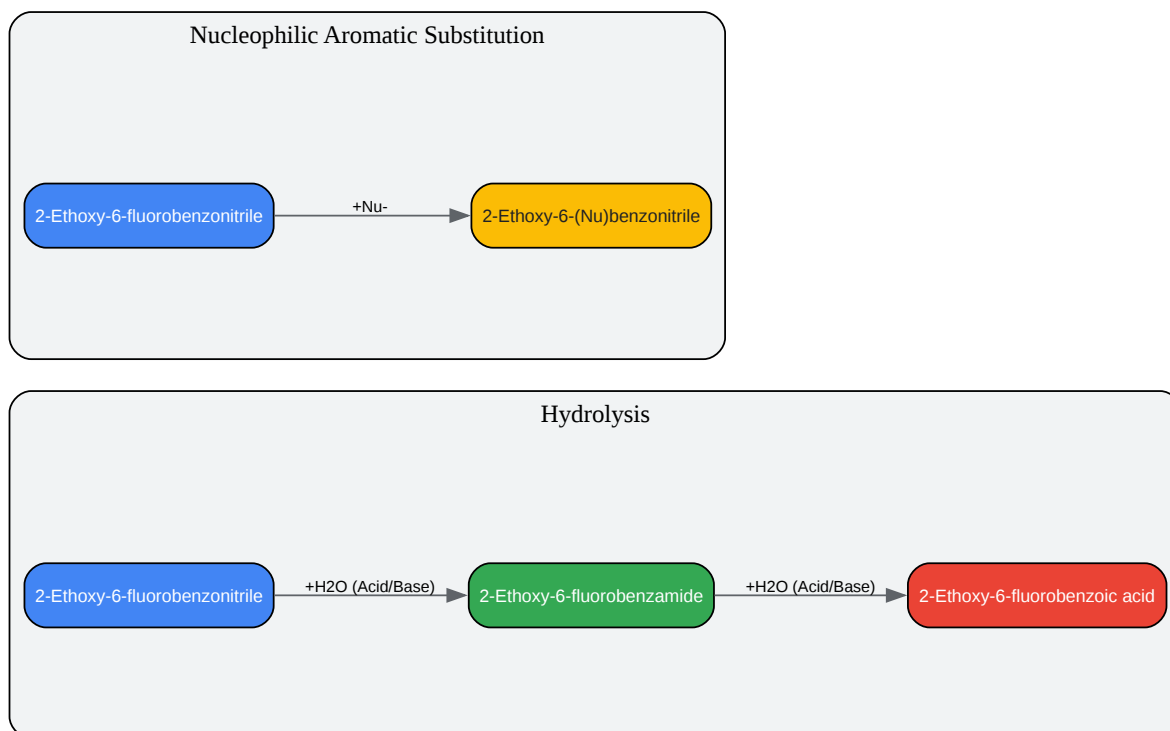 Nucleophilic Aromatic Substitution
2-Ethoxy-6-fluorobenzonitrile
+Nu-
2-Ethoxy-6-(Nu)benzonitrile
Hydrolysis
2-Ethoxy-6-fluorobenzonitrile
+H2O (Acid/Base)
2-Ethoxy-6-fluorobenzamide
+H2O (Acid/Base)
2-Ethoxy-6-fluorobenzoic acid